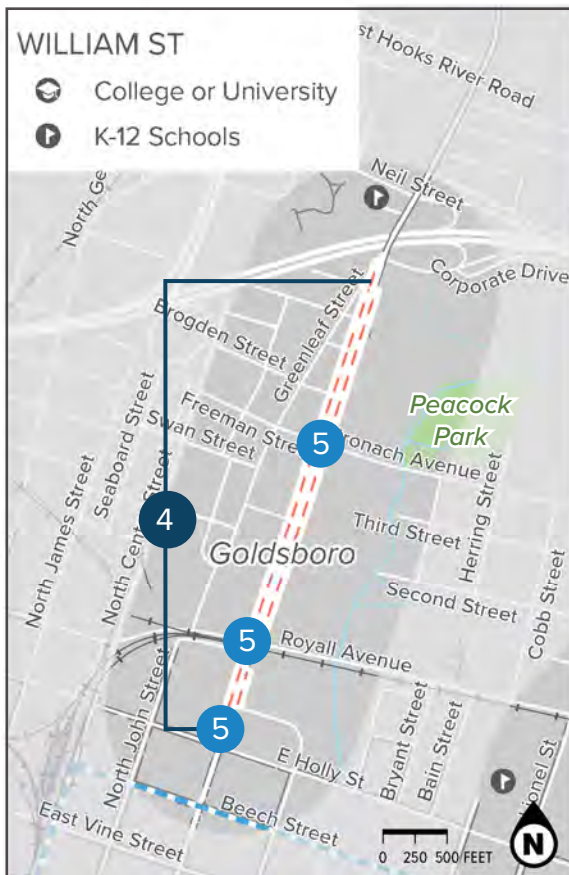 WILLIAM ST
College or University
K-12 Schools
st Hooks River Road
North Ge
Neil Street
Corporate Drive
Greenleaf Street
Brogden Street
Peacock
Park
Freeman Stre
5
ronach Avenue
Swan Street
Seaboard Street
Herring Street
4
Third Street
North James Street
North Cent
Street
Goldsboro
Second Street
Cobb Street
5
Royall Avenue
North John Street
5
Bryant Street
Bain Street
E Holly St
ionel St
Beech Street
East Vine Street
0 250 500 FEET
N